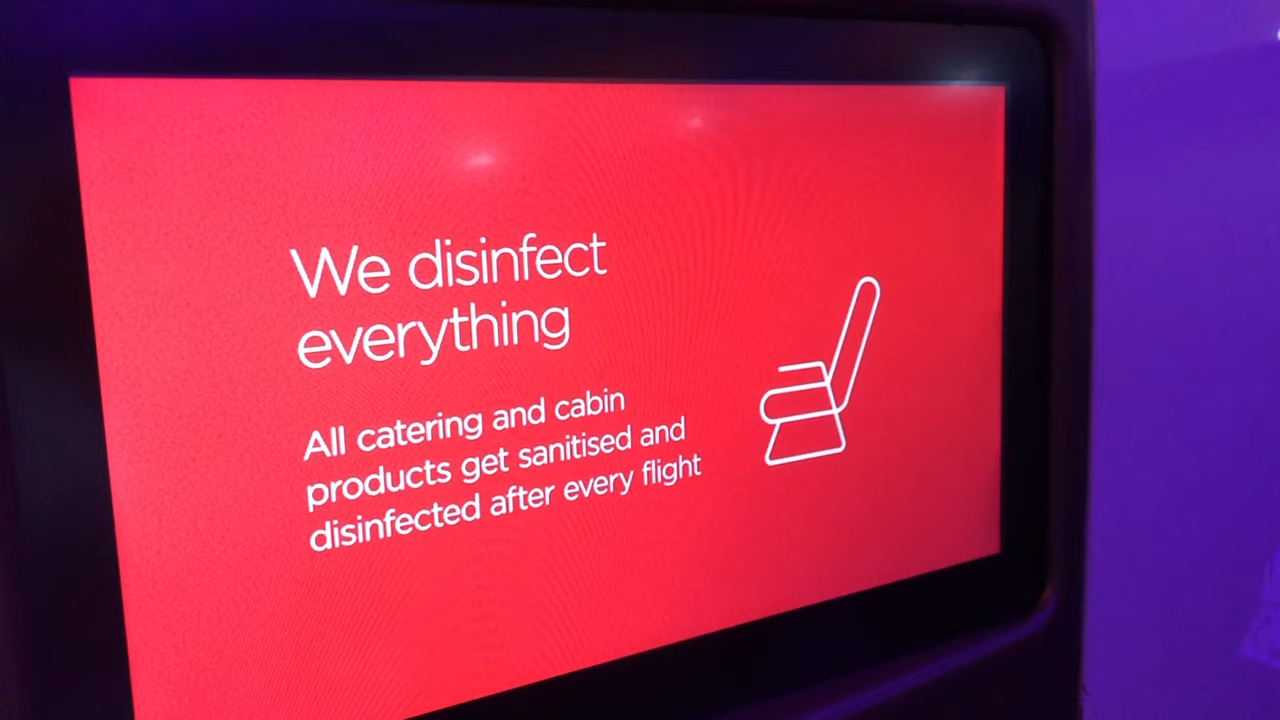 We disinfect
everything
All catering and cabin
products get sanitised and
disinfected after every flight